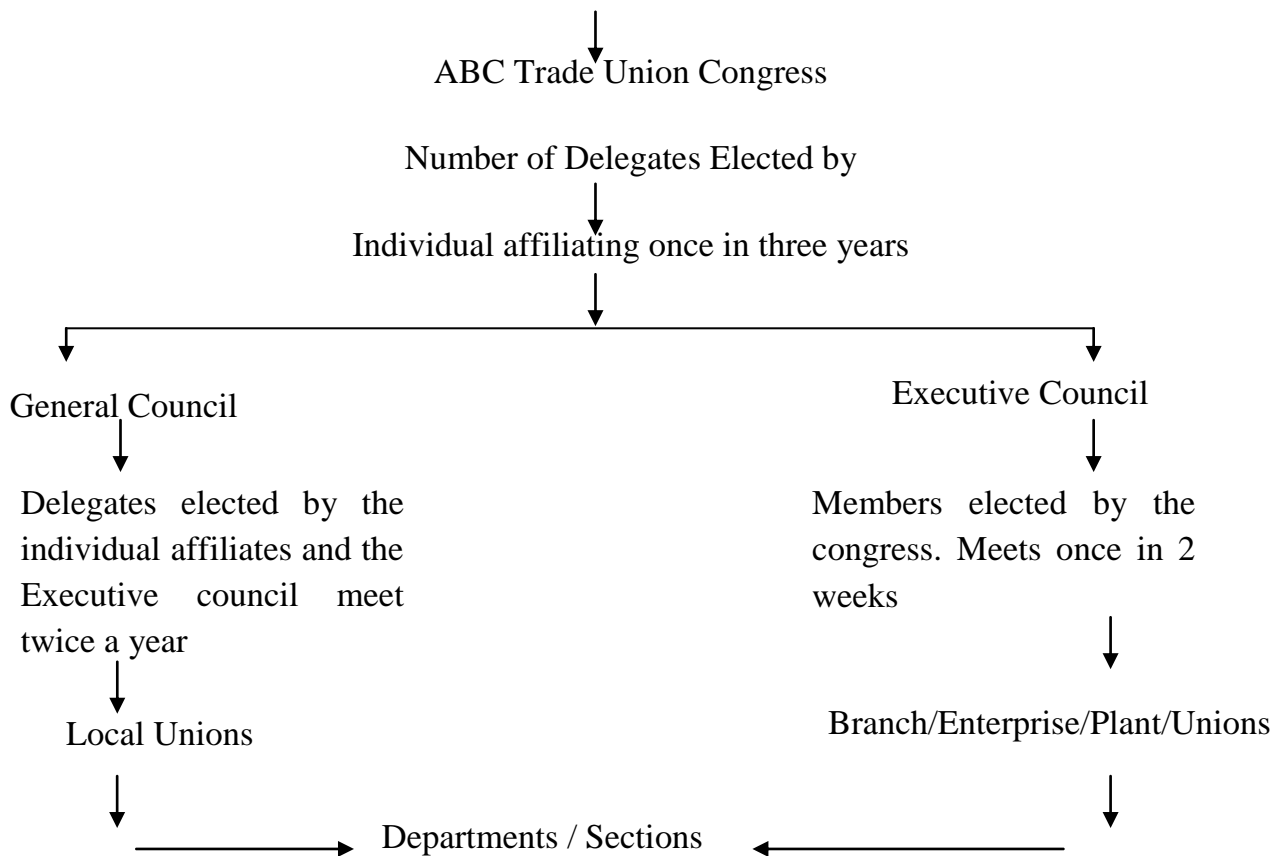 ABC Trade Union Congress
Number of Delegates Elected by
Individual affiliating once in three years
General Council
Executive Council
Delegates elected by the
individual affiliates and the
Executive council meet
twice a year
Members elected by the
congress. Meets once in 2
weeks
Local Unions
Branch/Enterprise/Plant/Unions
Departments / Sections